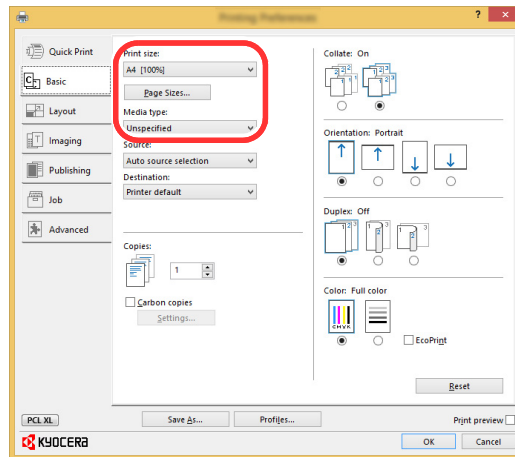 Printing Preferences
?
Quick Print
Basic
Layout
Imaging
Publishing
Job
Advanced
Print size:
A4 [100%]
Page Sizes...
Media type:
Unspecified
Source:
Auto source selection
Destination:
Printer default
Copies:
1
Carbon copies
Settings...
Collate: On
Orientation: Portrait
Duplex: Off
Color: Full color
CMYK
EcoPrint
Reset
PCL XL
Save As...
Profiles...
Print preview
KYOCERA
OK
Cancel